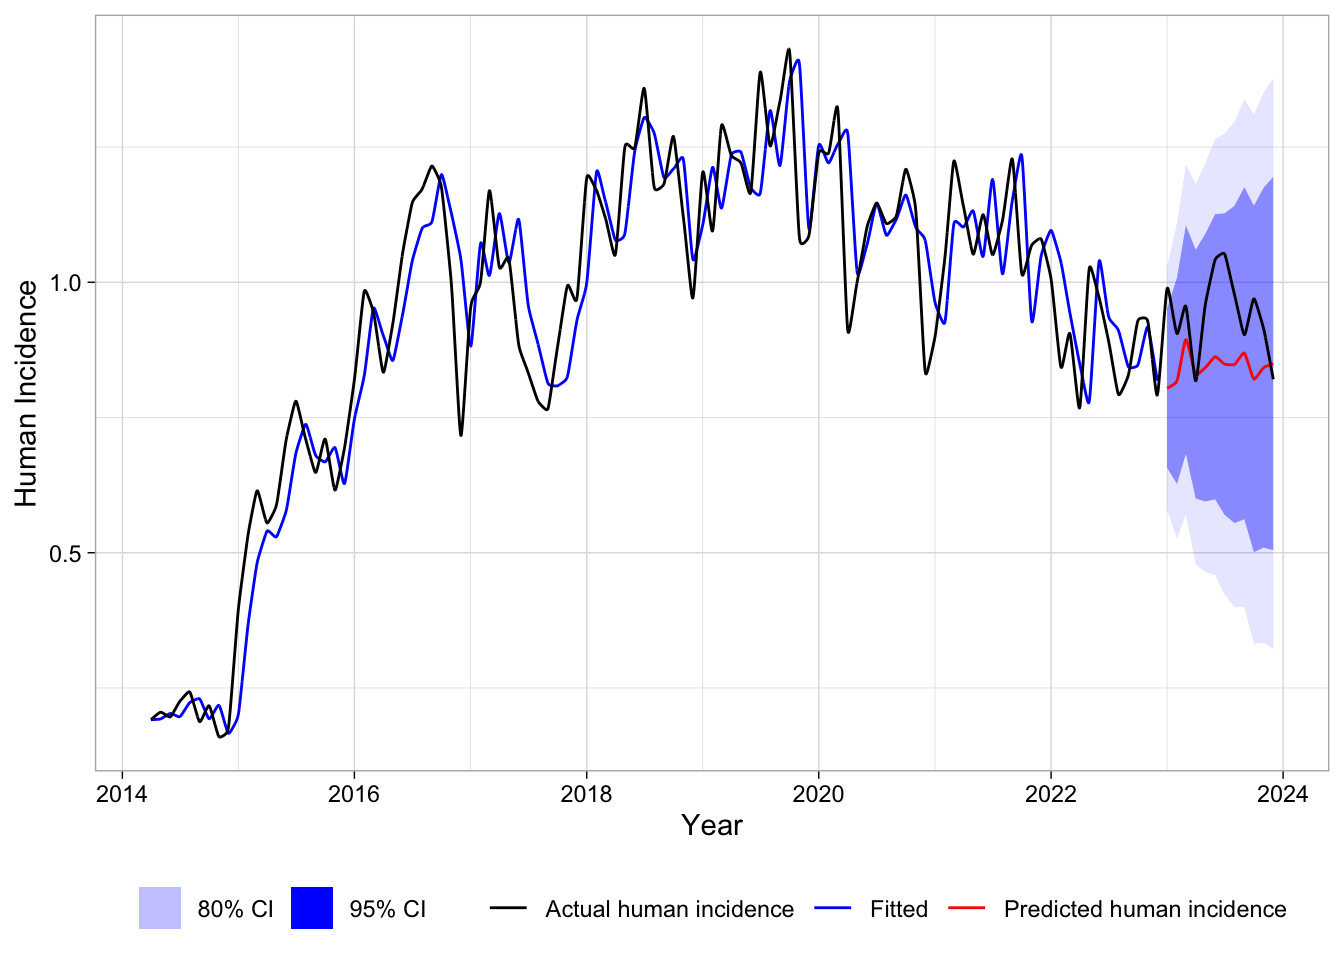 Human Incidence
1.0
0.5
2014 2016 2018 2020 2022 2024
Year
80% CI 95% CI Actual human incidence Fitted Predicted human incidence